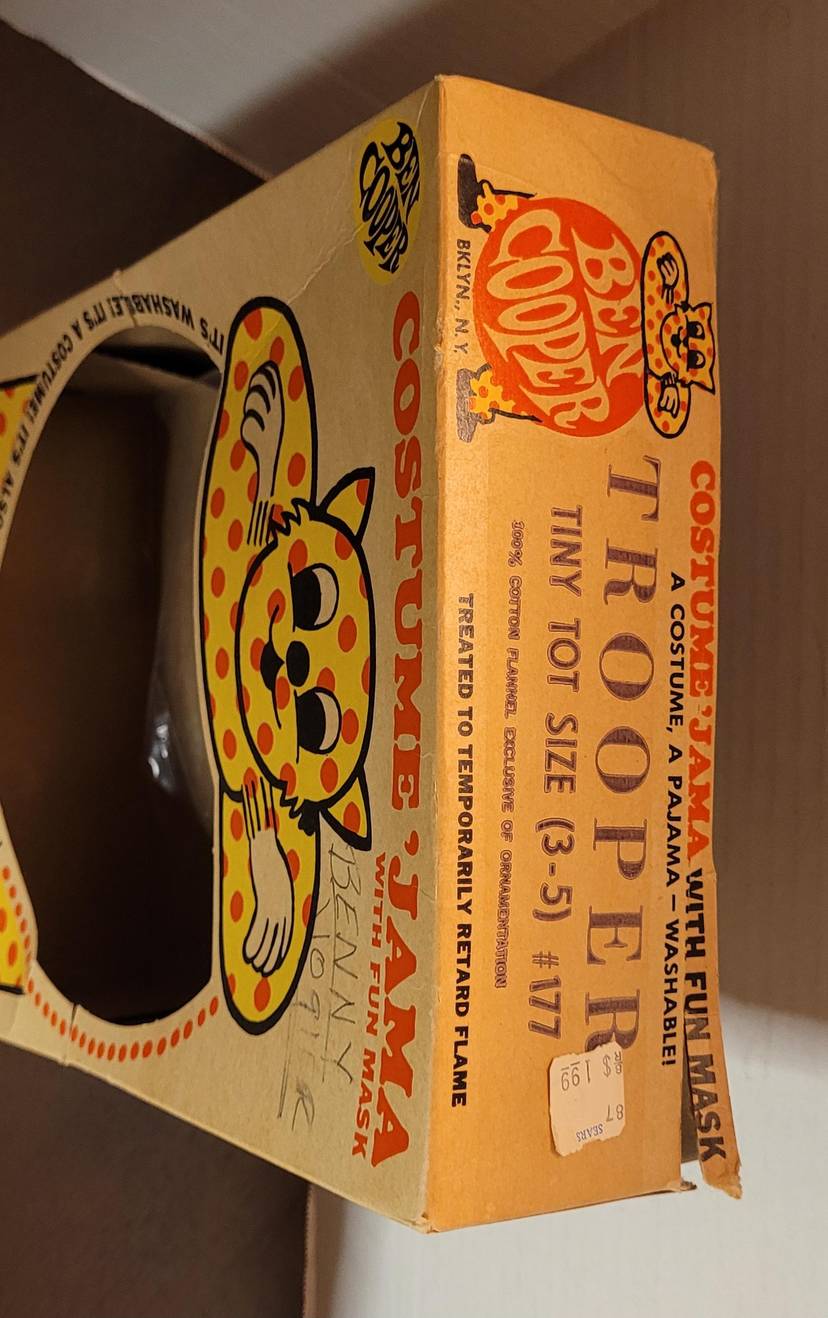 COSTUME 'JAMA WITH FUN MASK
A COSTUME, A PAJAMA – WASHABLE!
BEN
COOPER
BKLYN., N.Y.
TROOPER
TINY TOT SIZE (3-5) #177
100% COTTON FLANNEL EXCLUSIVE OF ORNAMENTATION
TREATED TO TEMPORARILY RETARD FLAME
SEARS
87
$ 1.99
BEN
COOPER
COSTUME 'JAMA
WITH FUN MASK
BENNY
IT'S WASHABLE! IT'S A COSTUME! IT'S ALSO